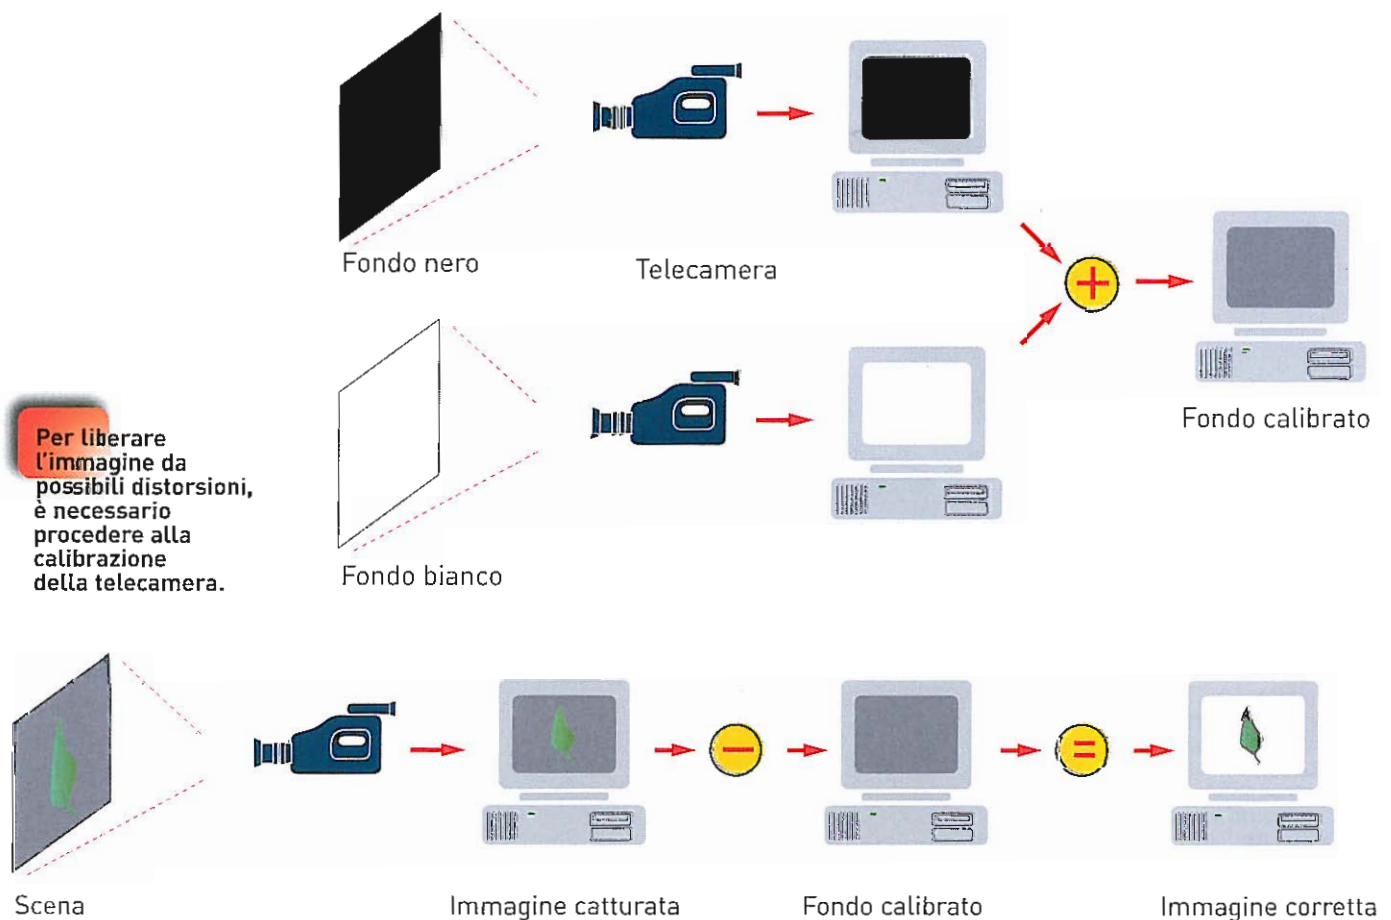 Fondo nero
Telecamera
Fondo calibrato
Per liberare
l'immagine da
possibili distorsioni,
è necessario
procedere alla
calibrazione
della telecamera.
Fondo bianco
Scena
Immagine catturata
Fondo calibrato
Immagine corretta